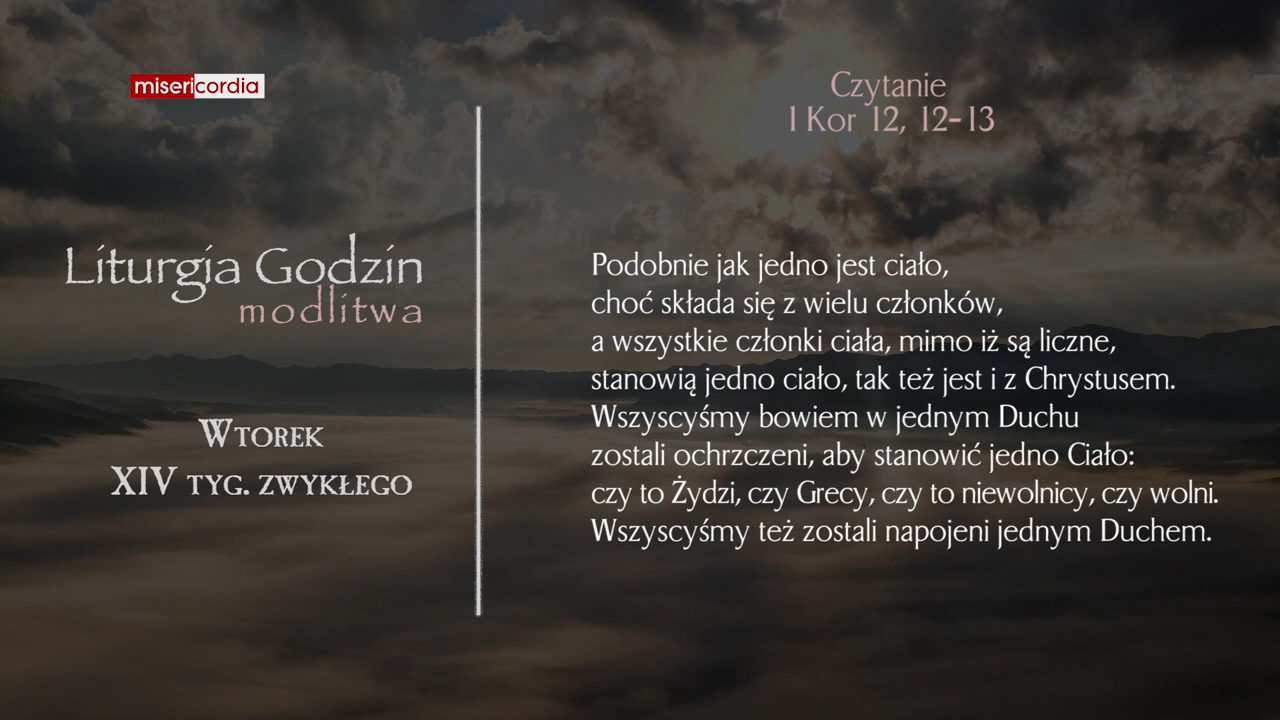 misericordia
Liturgia Godzin
modlitwa
Wtorek
XIV tyg. zwykłego
Czytanie
1 Kor 12, 12-13
Podobnie jak jedno jest ciało,
choć składa się z wielu członków,
a wszystkie członki ciała, mimo iż są liczne,
stanowią jedno ciało, tak też jest i z Chrystusem.
Wszyscyśmy bowiem w jednym Duchu
zostali ochrzczeni, aby stanowić jedno Ciało:
czy to Żydzi, czy Grecy, czy to niewolnicy, czy wolni.
Wszyscyśmy też zostali napojeni jednym Duchem.